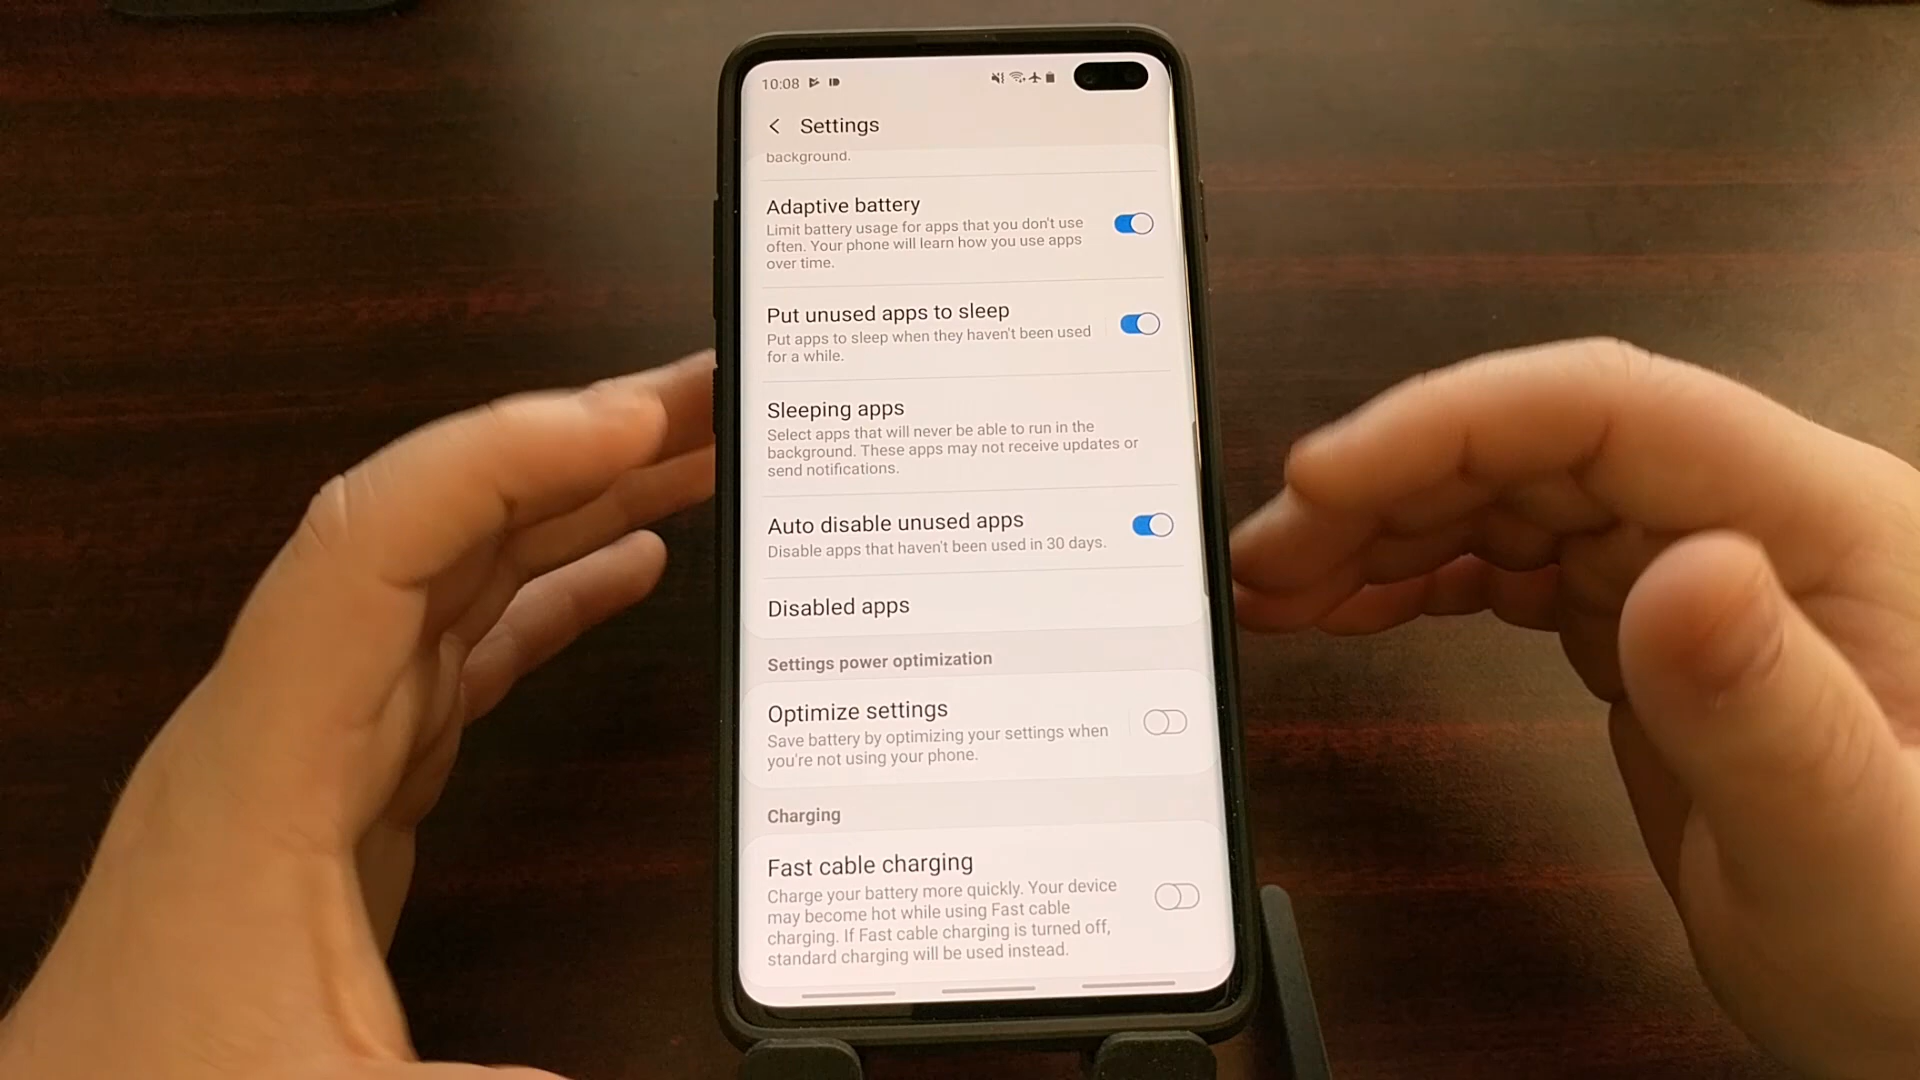 10:08
Settings
background.
Adaptive battery
Limit battery usage for apps that you don't use
often. Your phone will learn how you use apps
over time.
Put unused apps to sleep
Put apps to sleep when they haven't been used
for a while.
Sleeping apps
Select apps that will never be able to run in the
background. These apps may not receive updates or
send notifications.
Auto disable unused apps
Disable apps that haven't been used in 30 days.
Disabled apps
Settings power optimization
Optimize settings
Save battery by optimizing your settings when
you're not using your phone.
Charging
Fast cable charging
Charge your battery more quickly. Your device
may become hot while using Fast cable
charging. If Fast cable charging is turned off,
standard charging will be used instead.